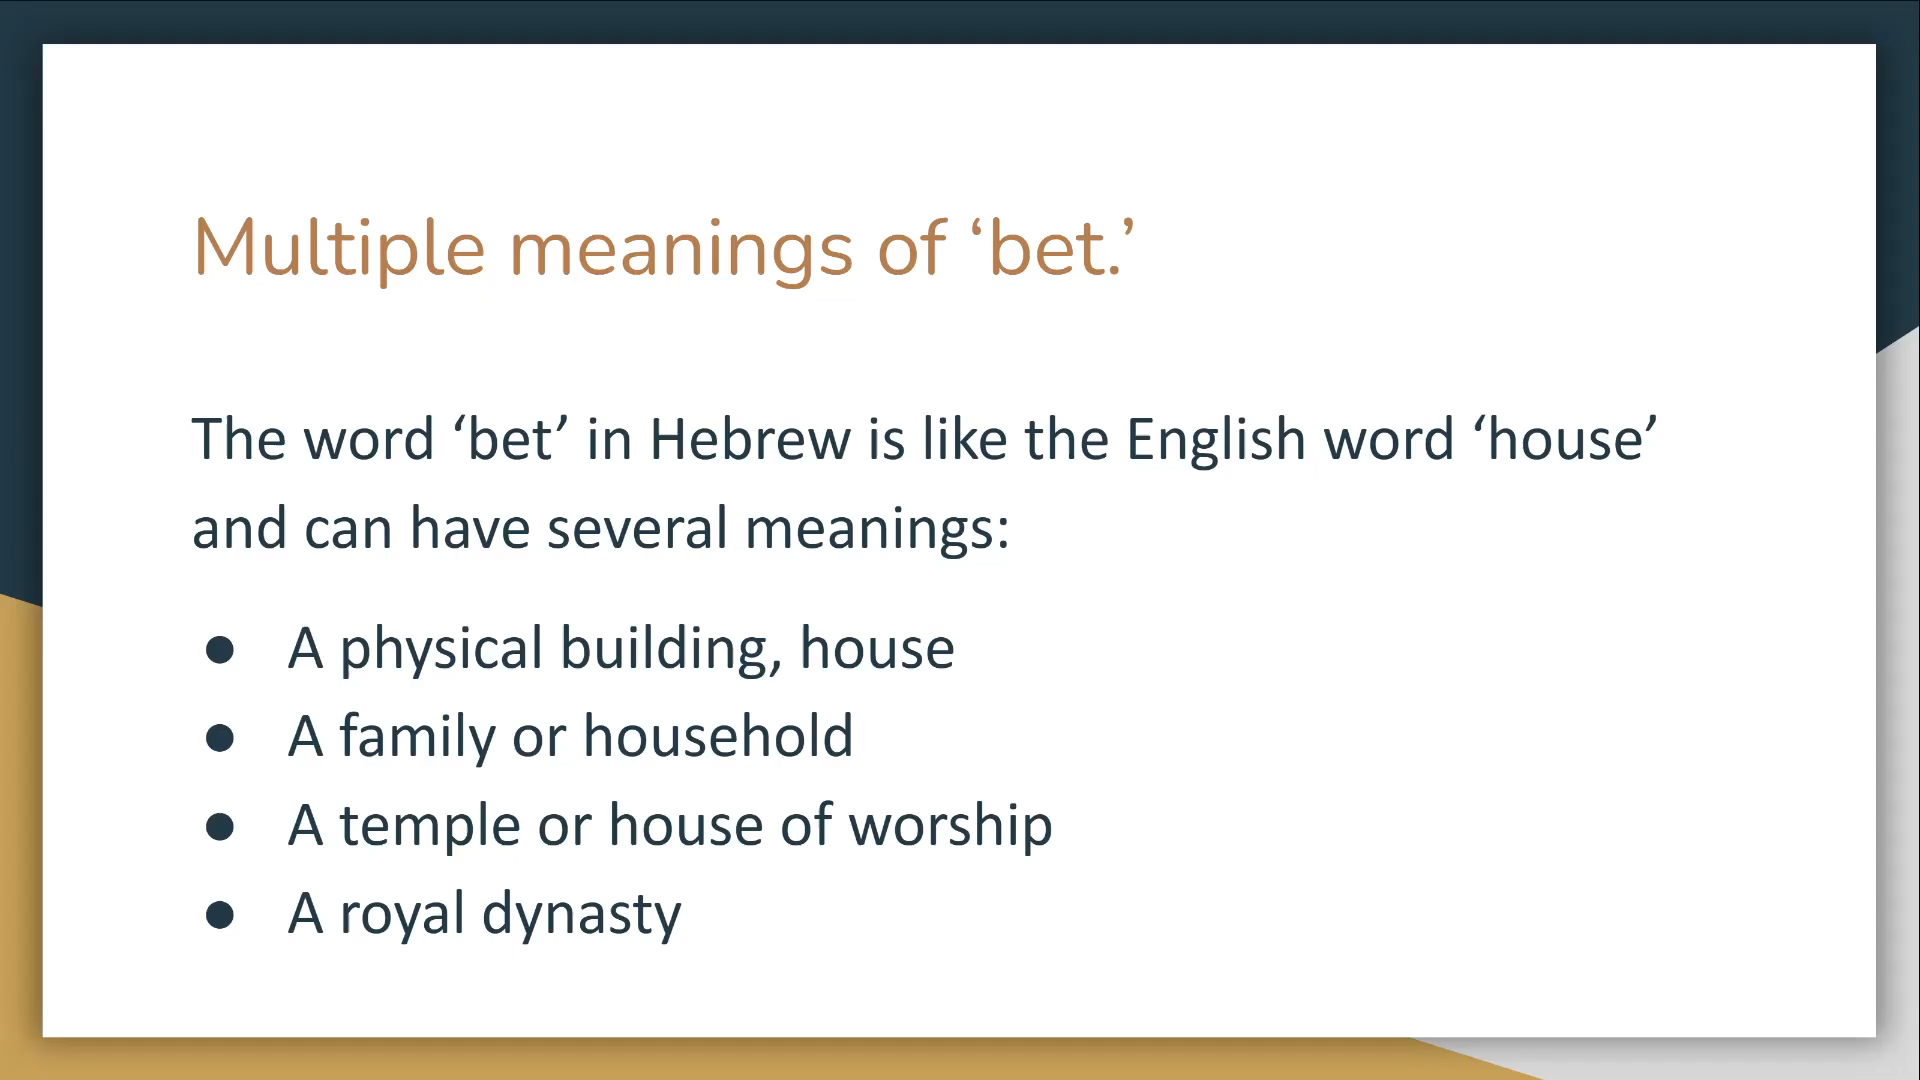 Multiple meanings of ‘bet.’
The word ‘bet’ in Hebrew is like the English word ‘house’
and can have several meanings:
● A physical building, house
● A family or household
● A temple or house of worship
● A royal dynasty